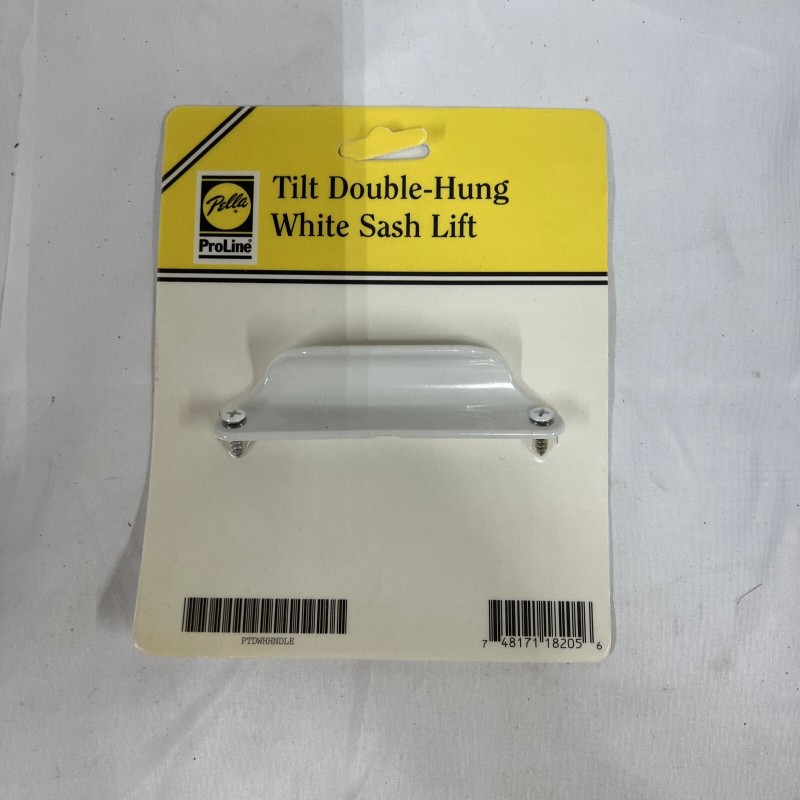 Tilt Double-Hung
White Sash Lift
Pella
ProLine®
PTDWHHNDLE
7 48171 18205 6